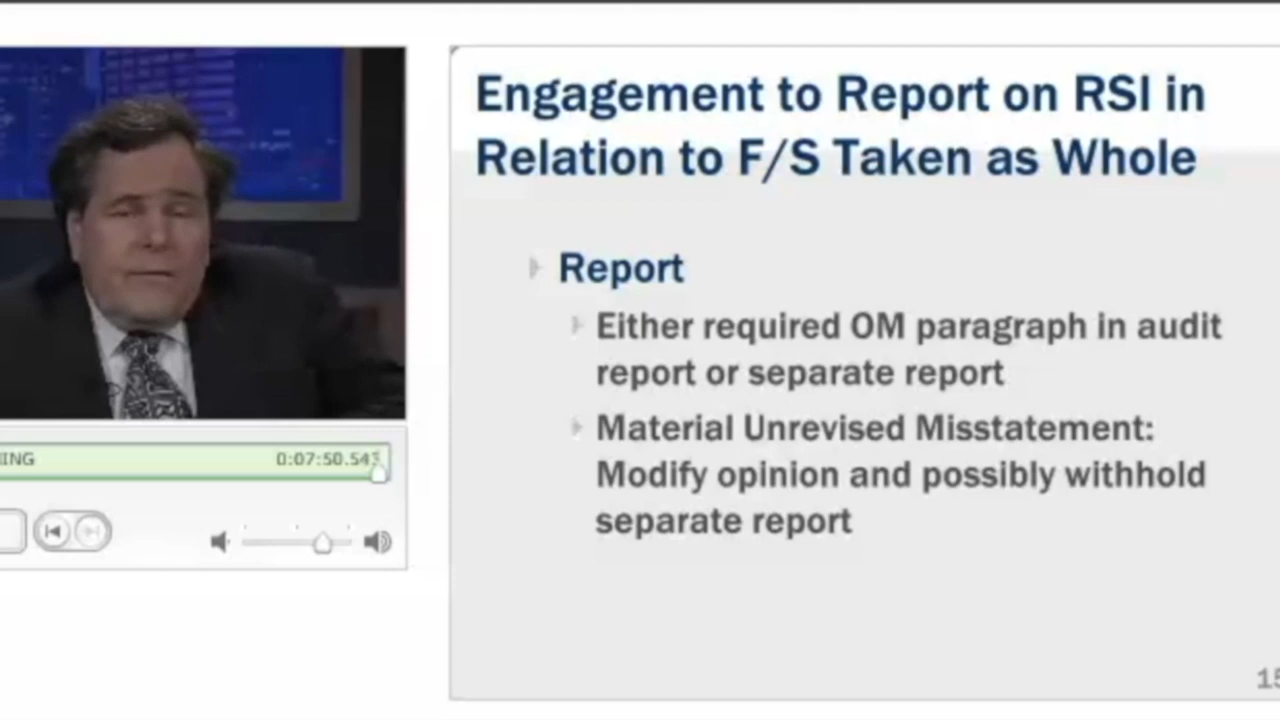 Engagement to Report on RSI in
Relation to F/S Taken as Whole
Report
Either required OM paragraph in audit
report or separate report
Material Unrevised Misstatement:
Modify opinion and possibly withhold
separate report
0:07:50.543
15